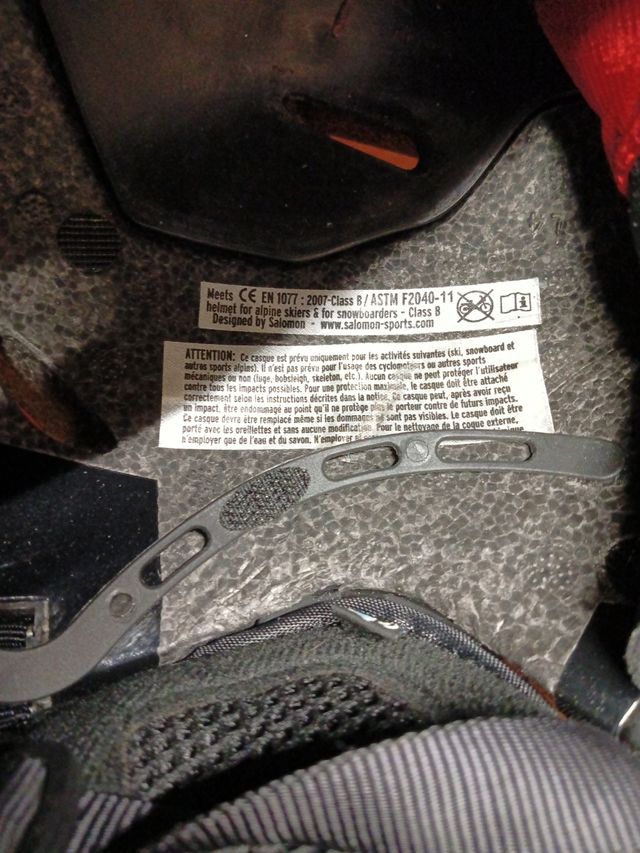 Meets CE EN 1077 : 2007-Class B / ASTM F2040-11
helmet for alpine skiers & for snowboarders - Class B
Designed by Salomon - www.salomon-sports.com
ATTENTION: Ce casque est prévu uniquement pour les activités suivantes (ski, snowboard et
autres sports alpins). Il n'est pas prévu pour l'usage des cyclomoteurs ou autres sports
mécaniques ou non (luge, bobsleigh, skeleton, etc.). Aucun casque ne peut protéger l'utilisateur
contre tous les impacts possibles. Pour une protection maximale, le casque doit être attaché
correctement selon les instructions décrites dans la notice. Ce casque peut, après avoir reçu
un impact, être endommagé au point qu'il ne protège plus le porteur contre de futurs impacts.
Ce casque devra être remplacé même si les dommages ne sont pas visibles. Le casque doit être
porté avec les oreillettes et sans aucune modification. Pour le nettoyage de la coque externe,
n'employer que de l'eau et du savon. N'employer ni